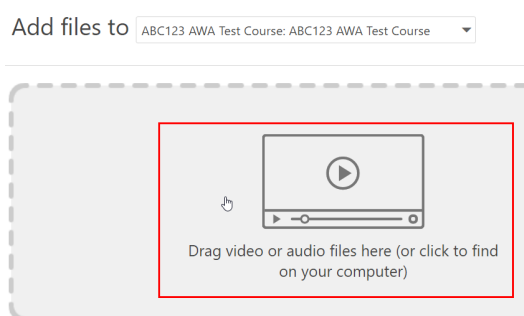 Add files to ABC123 AWA Test Course: ABC123 AWA Test Course
Drag video or audio files here (or click to find
on your computer)